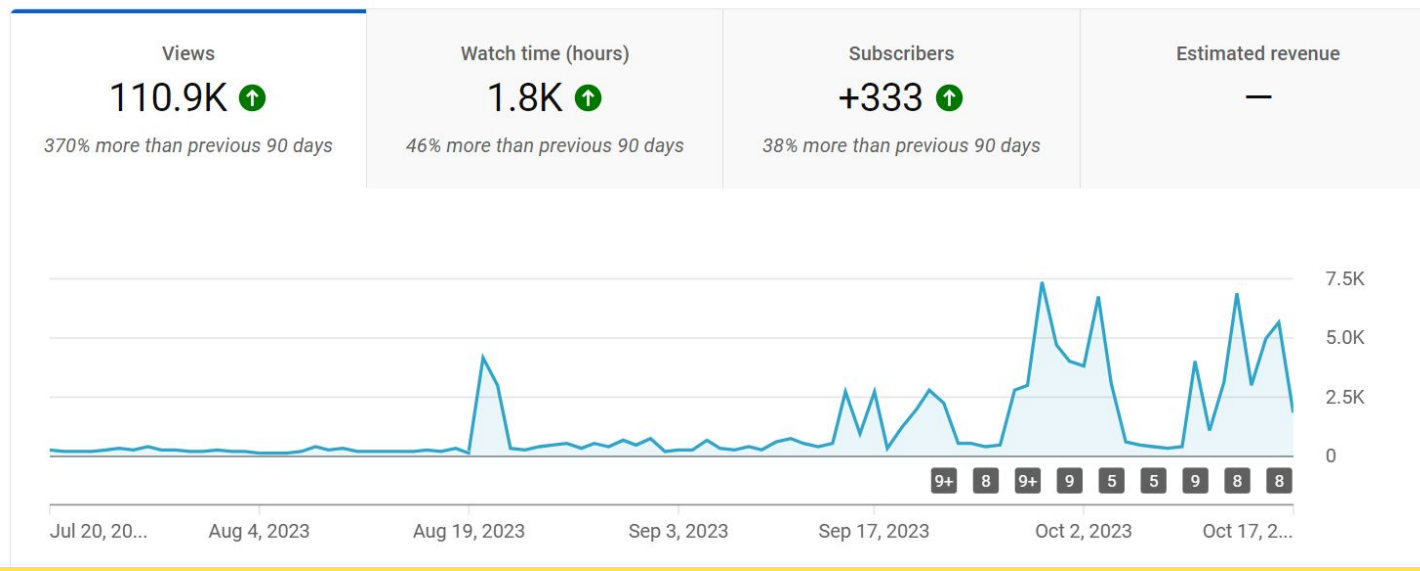 Views
110.9K
370% more than previous 90 days
Watch time (hours)
1.8K
46% more than previous 90 days
Subscribers
+333
38% more than previous 90 days
Estimated revenue
—
7.5K
5.0K
2.5K
0
9+ 8 9+ 9 5 5 9 8 8
Jul 20, 20... Aug 4, 2023 Aug 19, 2023 Sep 3, 2023 Sep 17, 2023 Oct 2, 2023 Oct 17, 2...